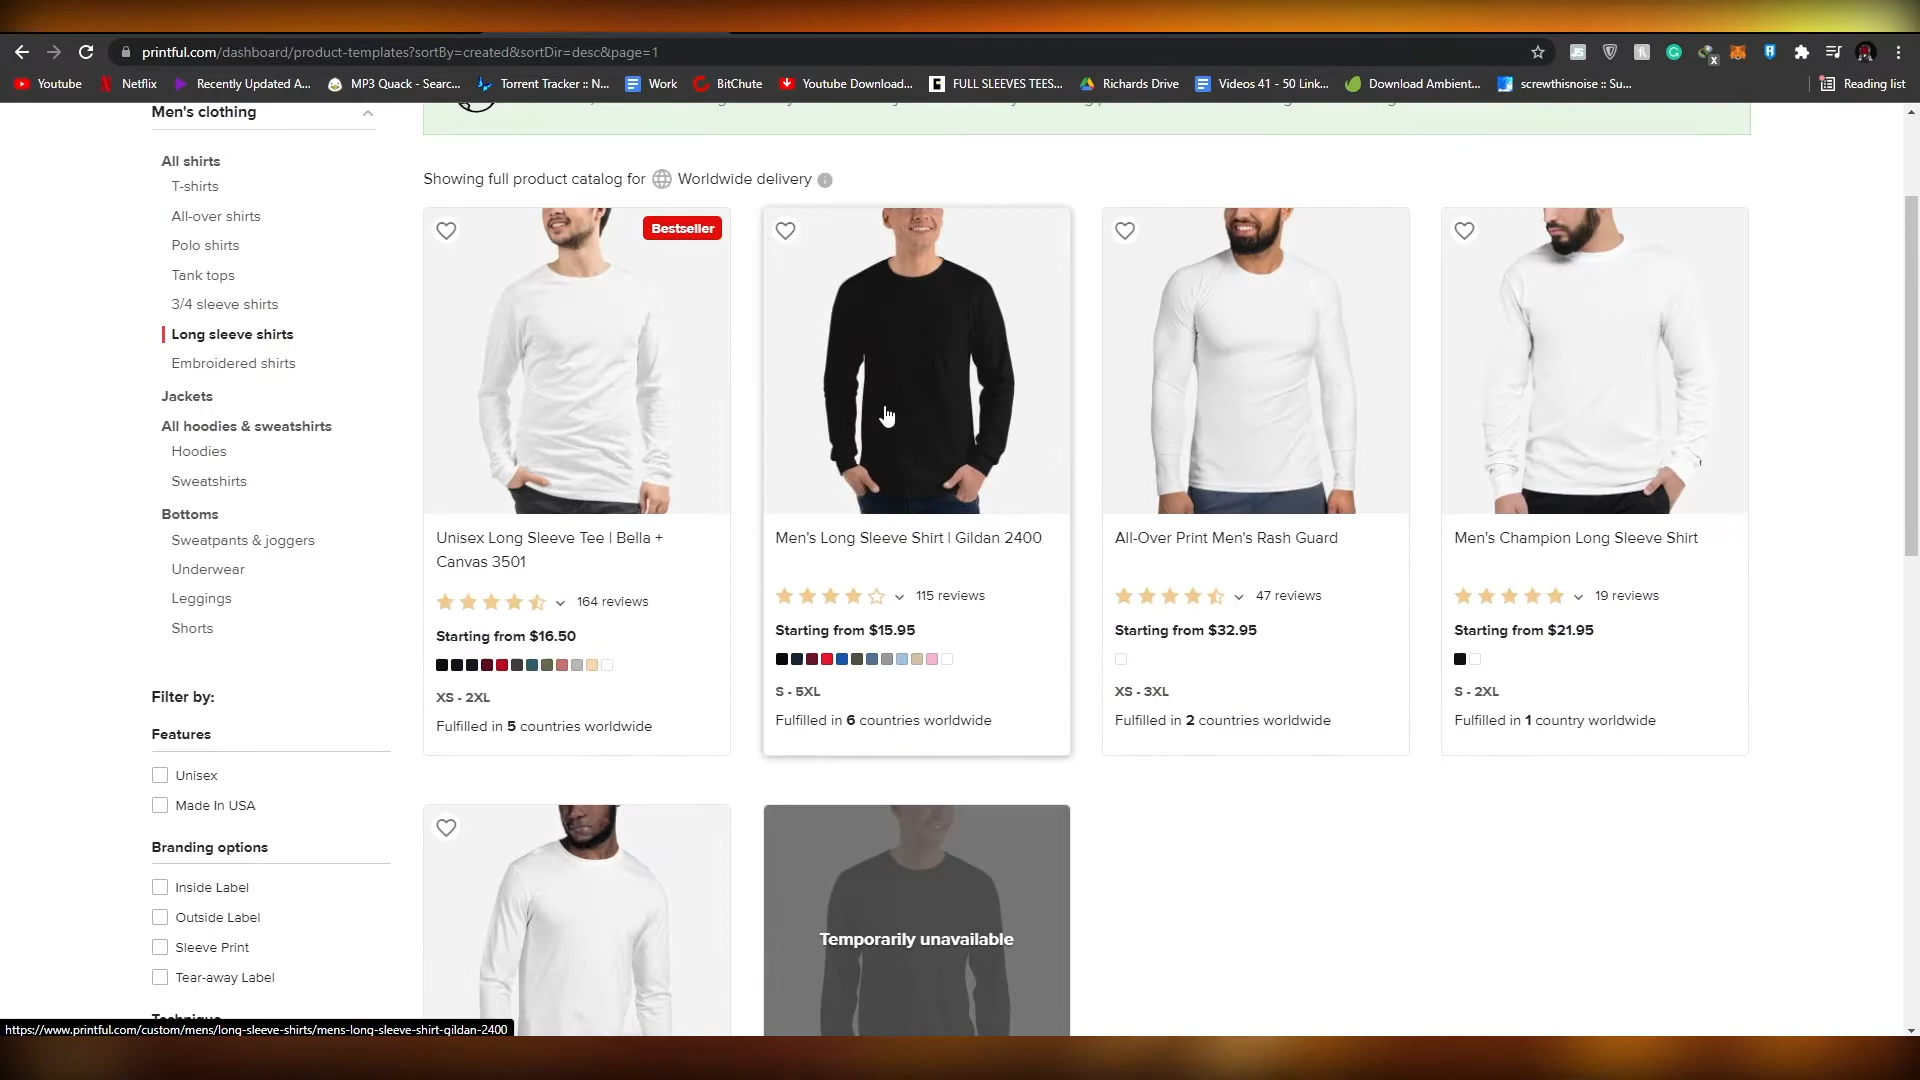 printful.com/dashboard/product-templates?sortBy=created&sortDir=desc&page=1
Youtube
Netflix
Recently Updated A...
MP3 Quack - Searc...
Torrent Tracker :: N...
Work
BitChute
Youtube Download...
FULL SLEEVES TEES...
Richards Drive
Videos 41 - 50 Link...
Download Ambient...
screwthisnoise :: Su...
Reading list
Men's clothing
All shirts
T-shirts
All-over shirts
Polo shirts
Tank tops
3/4 sleeve shirts
Long sleeve shirts
Embroidered shirts
Jackets
All hoodies & sweatshirts
Hoodies
Sweatshirts
Bottoms
Sweatpants & joggers
Underwear
Leggings
Shorts
Filter by:
Features
Unisex
Made In USA
Branding options
Inside Label
Outside Label
Sleeve Print
Tear-away Label
Technique
Showing full product catalog for Worldwide delivery
Bestseller
Unisex Long Sleeve Tee | Bella +
Canvas 3501
164 reviews
Starting from $16.50
XS - 2XL
Fulfilled in 5 countries worldwide
Men's Long Sleeve Shirt | Gildan 2400
115 reviews
Starting from $15.95
S - 5XL
Fulfilled in 6 countries worldwide
All-Over Print Men's Rash Guard
47 reviews
Starting from $32.95
XS - 3XL
Fulfilled in 2 countries worldwide
Men's Champion Long Sleeve Shirt
19 reviews
Starting from $21.95
S - 2XL
Fulfilled in 1 country worldwide
Temporarily unavailable
https://www.printful.com/custom/mens/long-sleeve-shirts/mens-long-sleeve-shirt-gildan-2400